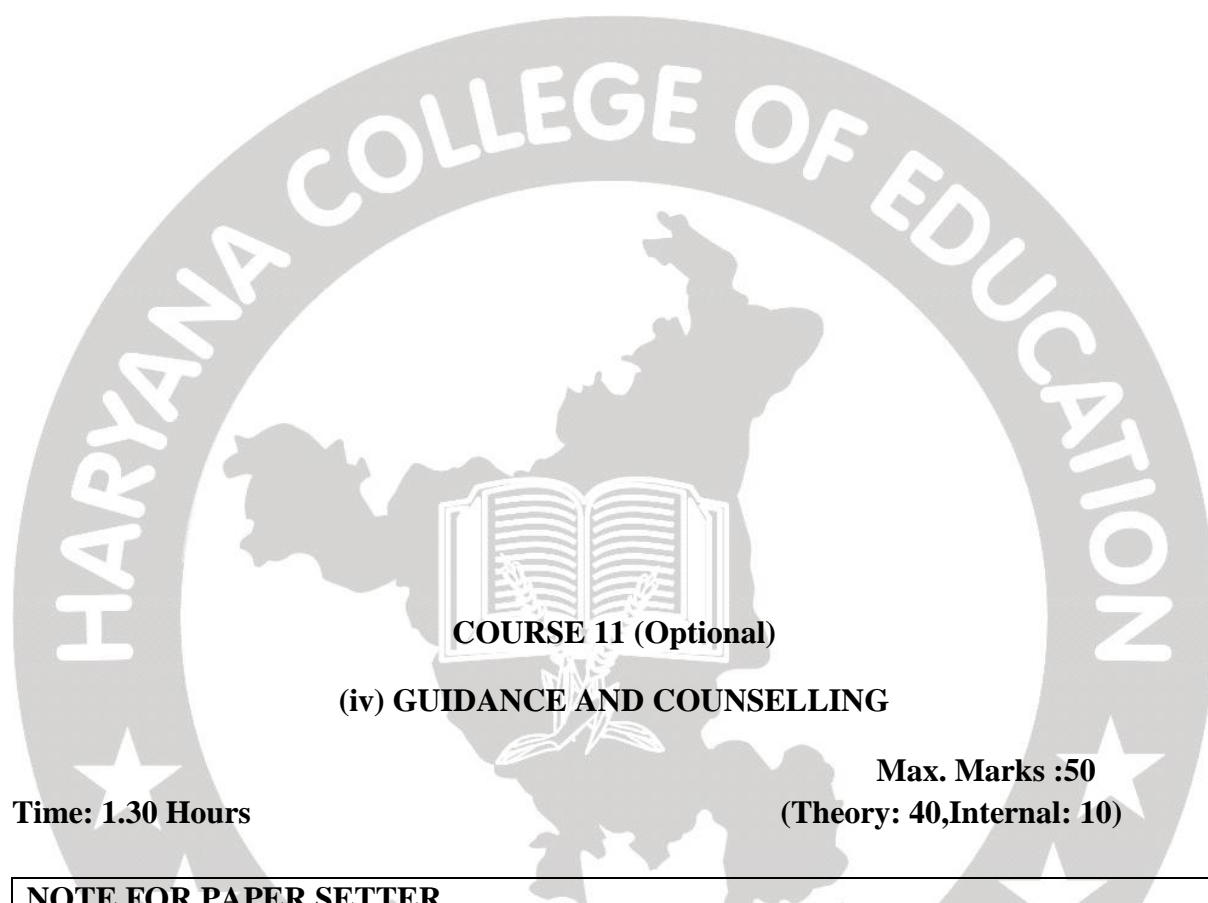 HARYANA COLLEGE OF EDUCATION
COURSE 11 (Optional)
(iv) GUIDANCE AND COUNSELLING
Max. Marks :50
Time: 1.30 Hours (Theory: 40,Internal: 10)
NOTE FOR PAPER SETTER